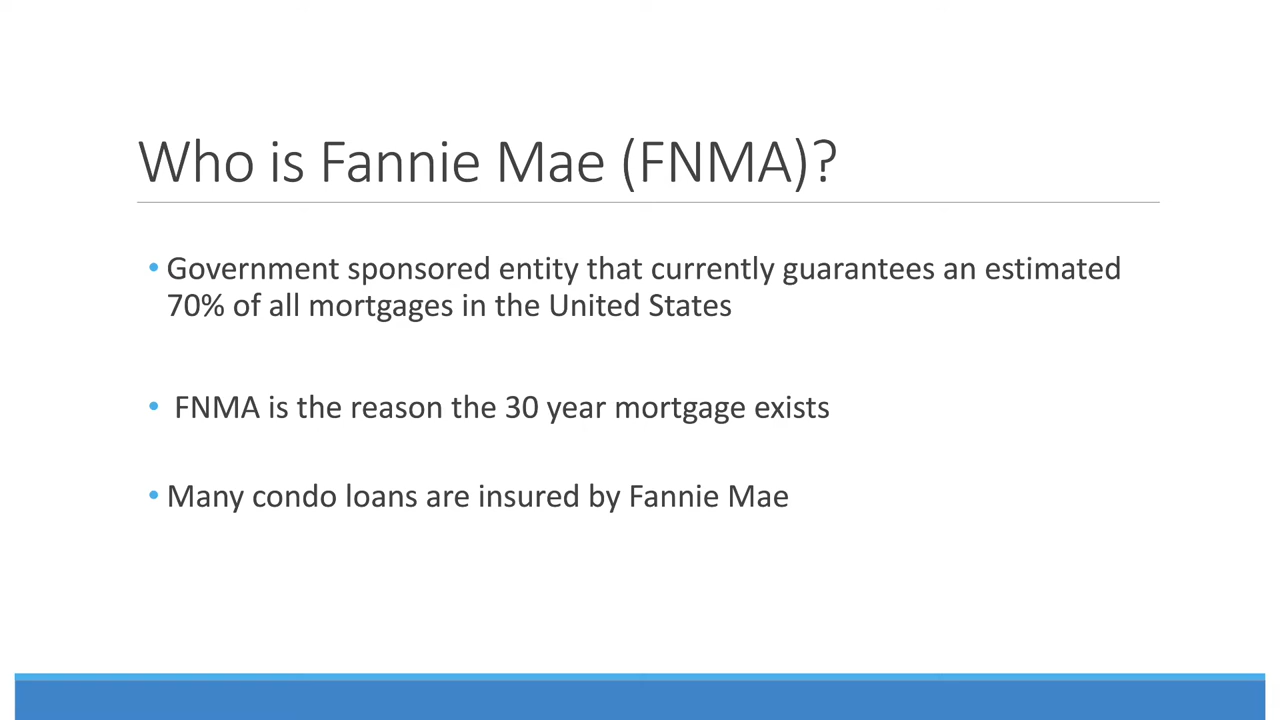 Who is Fannie Mae (FNMA)?
• Government sponsored entity that currently guarantees an estimated
70% of all mortgages in the United States
• FNMA is the reason the 30 year mortgage exists
• Many condo loans are insured by Fannie Mae